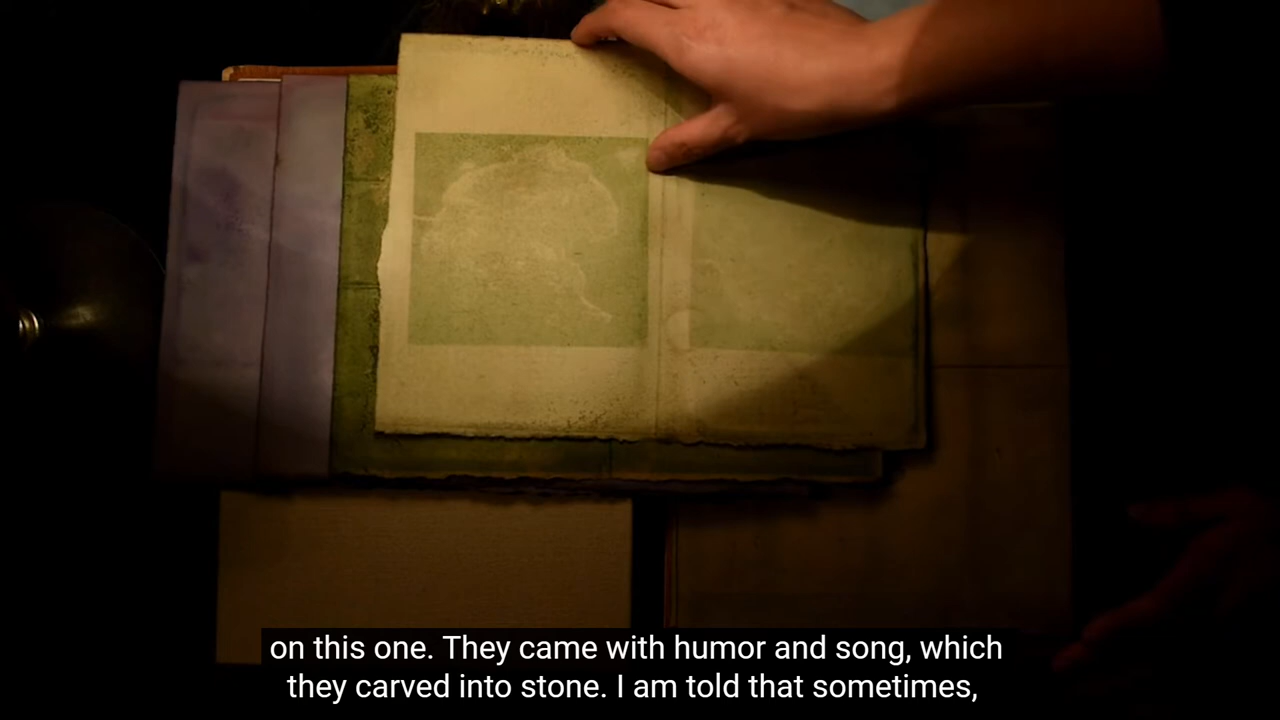 on this one. They came with humor and song, which
they carved into stone. I am told that sometimes,